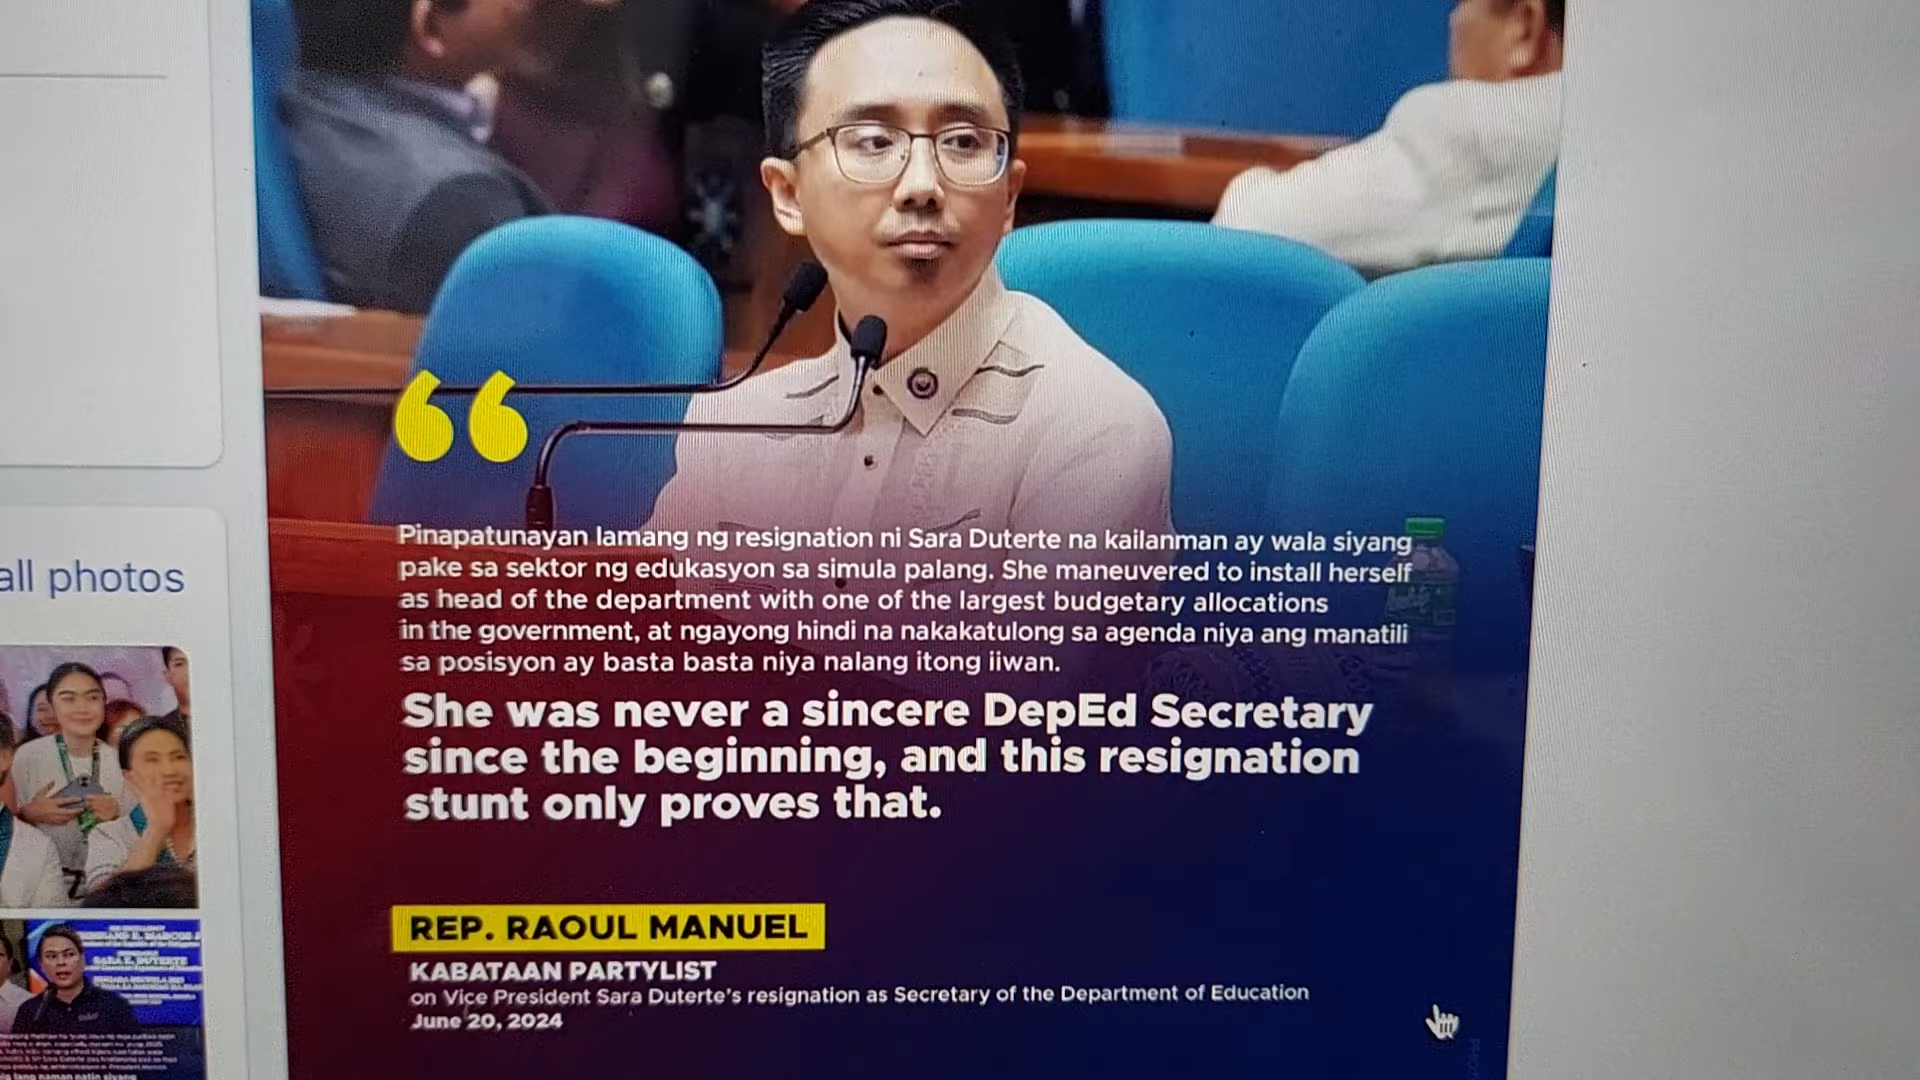 Pinapatunayan lamang ng resignation ni Sara Duterte na kailanman ay wala siyang
pake sa sektor ng edukasyon sa simula palang. She maneuvered to install herself
as head of the department with one of the largest budgetary allocations
in the government, at ngayong hindi na nakakatulong sa agenda niya ang manatili
sa posisyon ay basta basta niya nalang itong iiwan.
She was never a sincere DepEd Secretary
since the beginning, and this resignation
stunt only proves that.
REP. RAOUL MANUEL
KABATAAN PARTYLIST
on Vice President Sara Duterte's resignation as Secretary of the Department of Education
June 20, 2024
all photos
SARA Z. DUTERTE